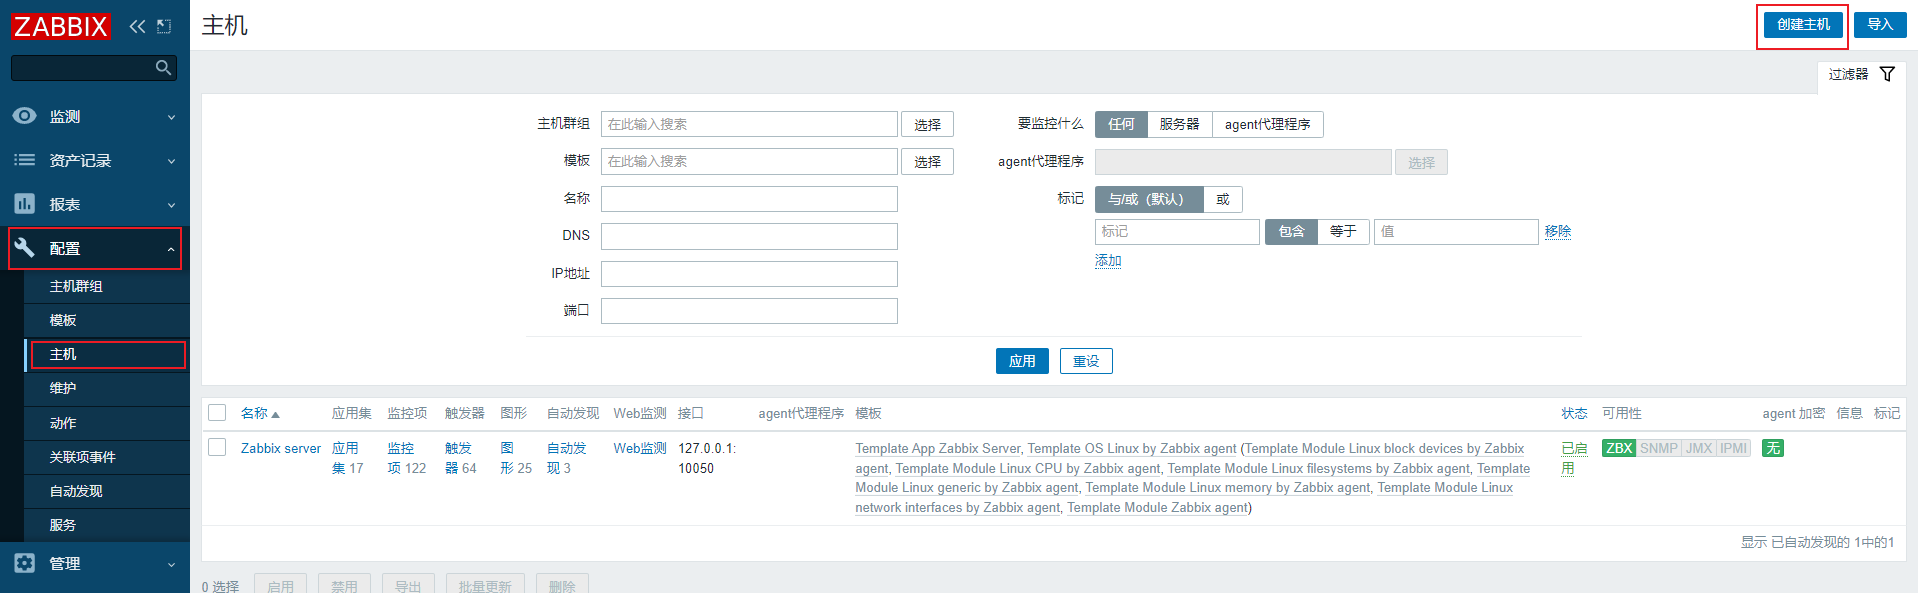 ZABBIX
监测
资产记录
报表
配置
主机群组
模板
主机
维护
动作
关联项事件
自动发现
服务
管理
主机
创建主机 导入
过滤器
主机群组 在此输入搜索 选择 要监控什么 任何 服务器 agent代理程序
模板 在此输入搜索 选择 agent代理程序 选择
名称 标记 与/或（默认） 或
标记 包含 等于 值 移除
DNS
添加
IP地址
端口
应用 重设
名称 应用集 监控项 触发器 图形 自动发现 Web监测 接口 agent代理程序 模板 状态 可用性 agent 加密 信息 标记
Zabbix server 应用 监控 触发 图 自动发 Web监测 127.0.0.1: Template App Zabbix Server, Template OS Linux by Zabbix agent (Template Module Linux block devices by Zabbix 已启 ZBX SNMP JMX IPMI 无
集 17 项 122 器 64 形 25 现 3 10050 agent, Template Module Linux CPU by Zabbix agent, Template Module Linux filesystems by Zabbix agent, Template 用
Module Linux generic by Zabbix agent, Template Module Linux memory by Zabbix agent, Template Module Linux
network interfaces by Zabbix agent, Template Module Zabbix agent)
显示 已自动发现的 1中的1
0 选择 启用 禁用 导出 批量更新 删除